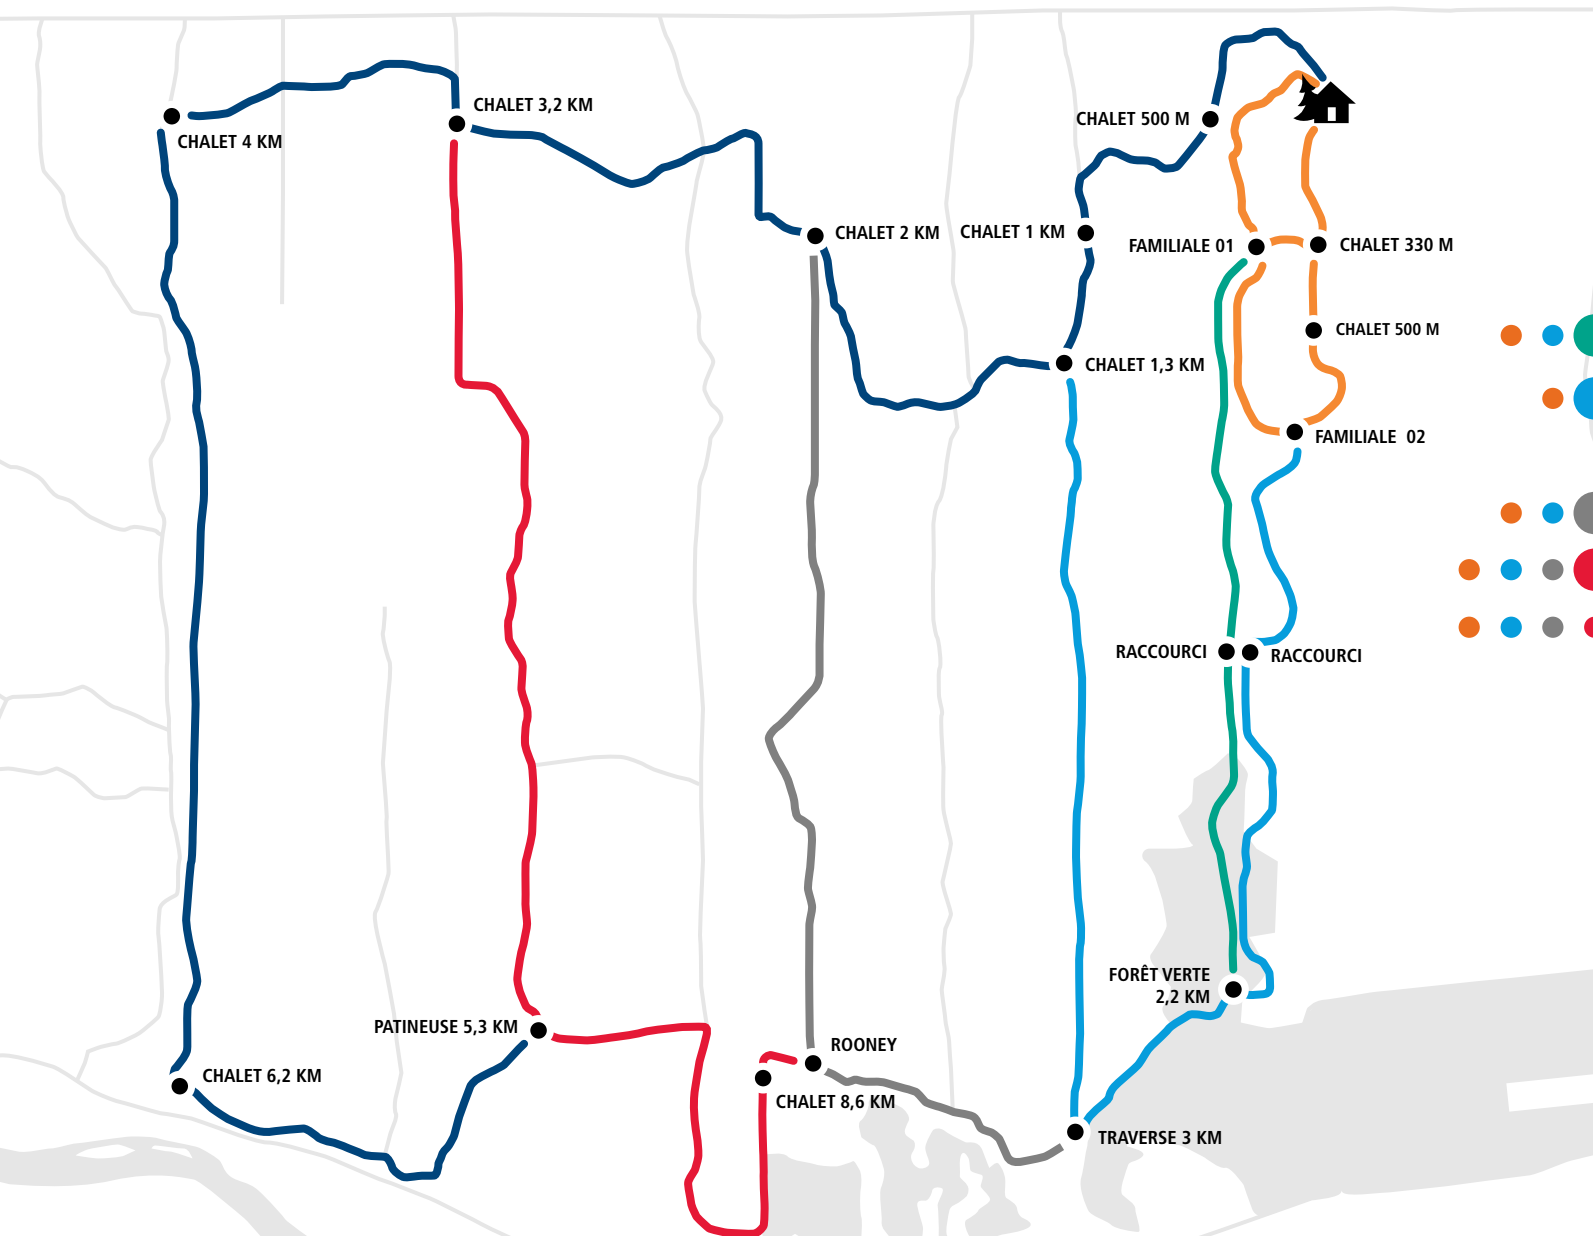 CHALET 3,2 KM
CHALET 500 M
CHALET 4 KM
CHALET 2 KM
CHALET 1 KM
FAMILIALE 01
CHALET 330 M
CHALET 500 M
CHALET 1,3 KM
FAMILIALE 02
RACCOURCI
RACCOURCI
FORÊT VERTE
2,2 KM
PATINEUSE 5,3 KM
ROONEY
CHALET 6,2 KM
CHALET 8,6 KM
TRAVERSE 3 KM